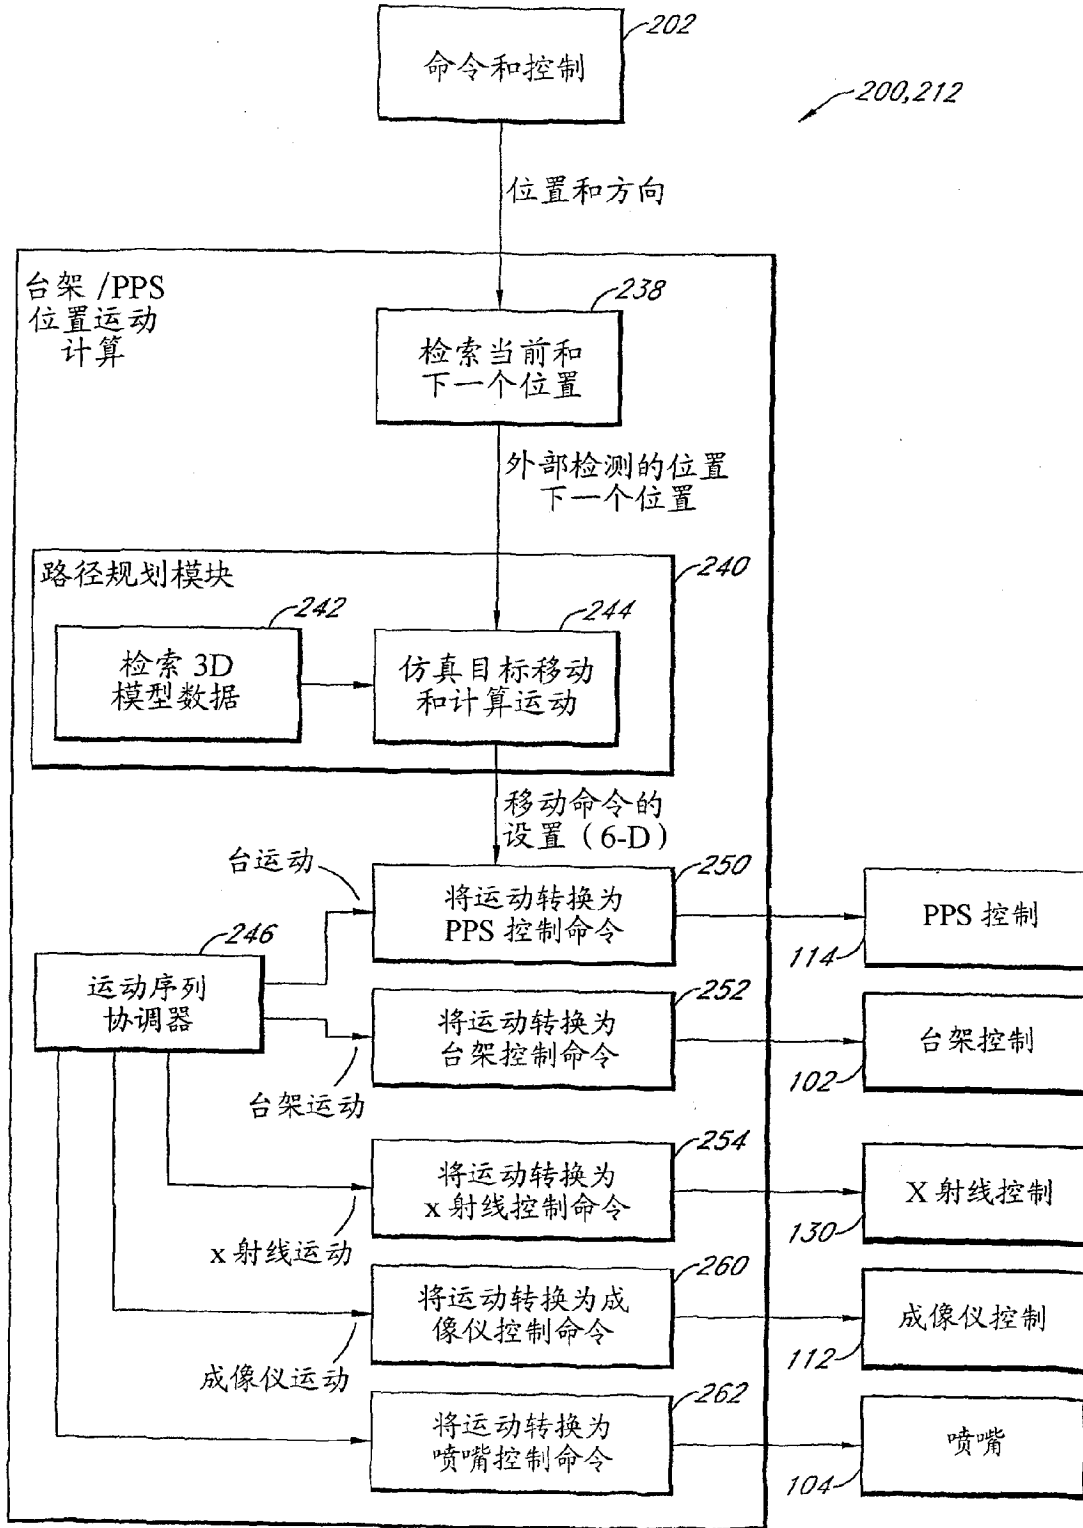 202
命令和控制
200,212
位置和方向
台架 /PPS
位置运动
计算
238
检索当前和
下一个位置
外部检测的位置
下一个位置
路径规划模块
240
242
检索 3D
模型数据
244
仿真目标移动
和计算运动
移动命令的
设置（6-D）
台运动
250
将运动转换为
PPS 控制命令
PPS 控制
114
246
运动序列
协调器
252
将运动转换为
台架控制命令
台架控制
102
台架运动
254
将运动转换为
x 射线控制命令
X 射线控制
130
x 射线运动
260
将运动转换为成
像仪控制命令
成像仪控制
112
成像仪运动
262
将运动转换为
喷嘴控制命令
喷嘴
104